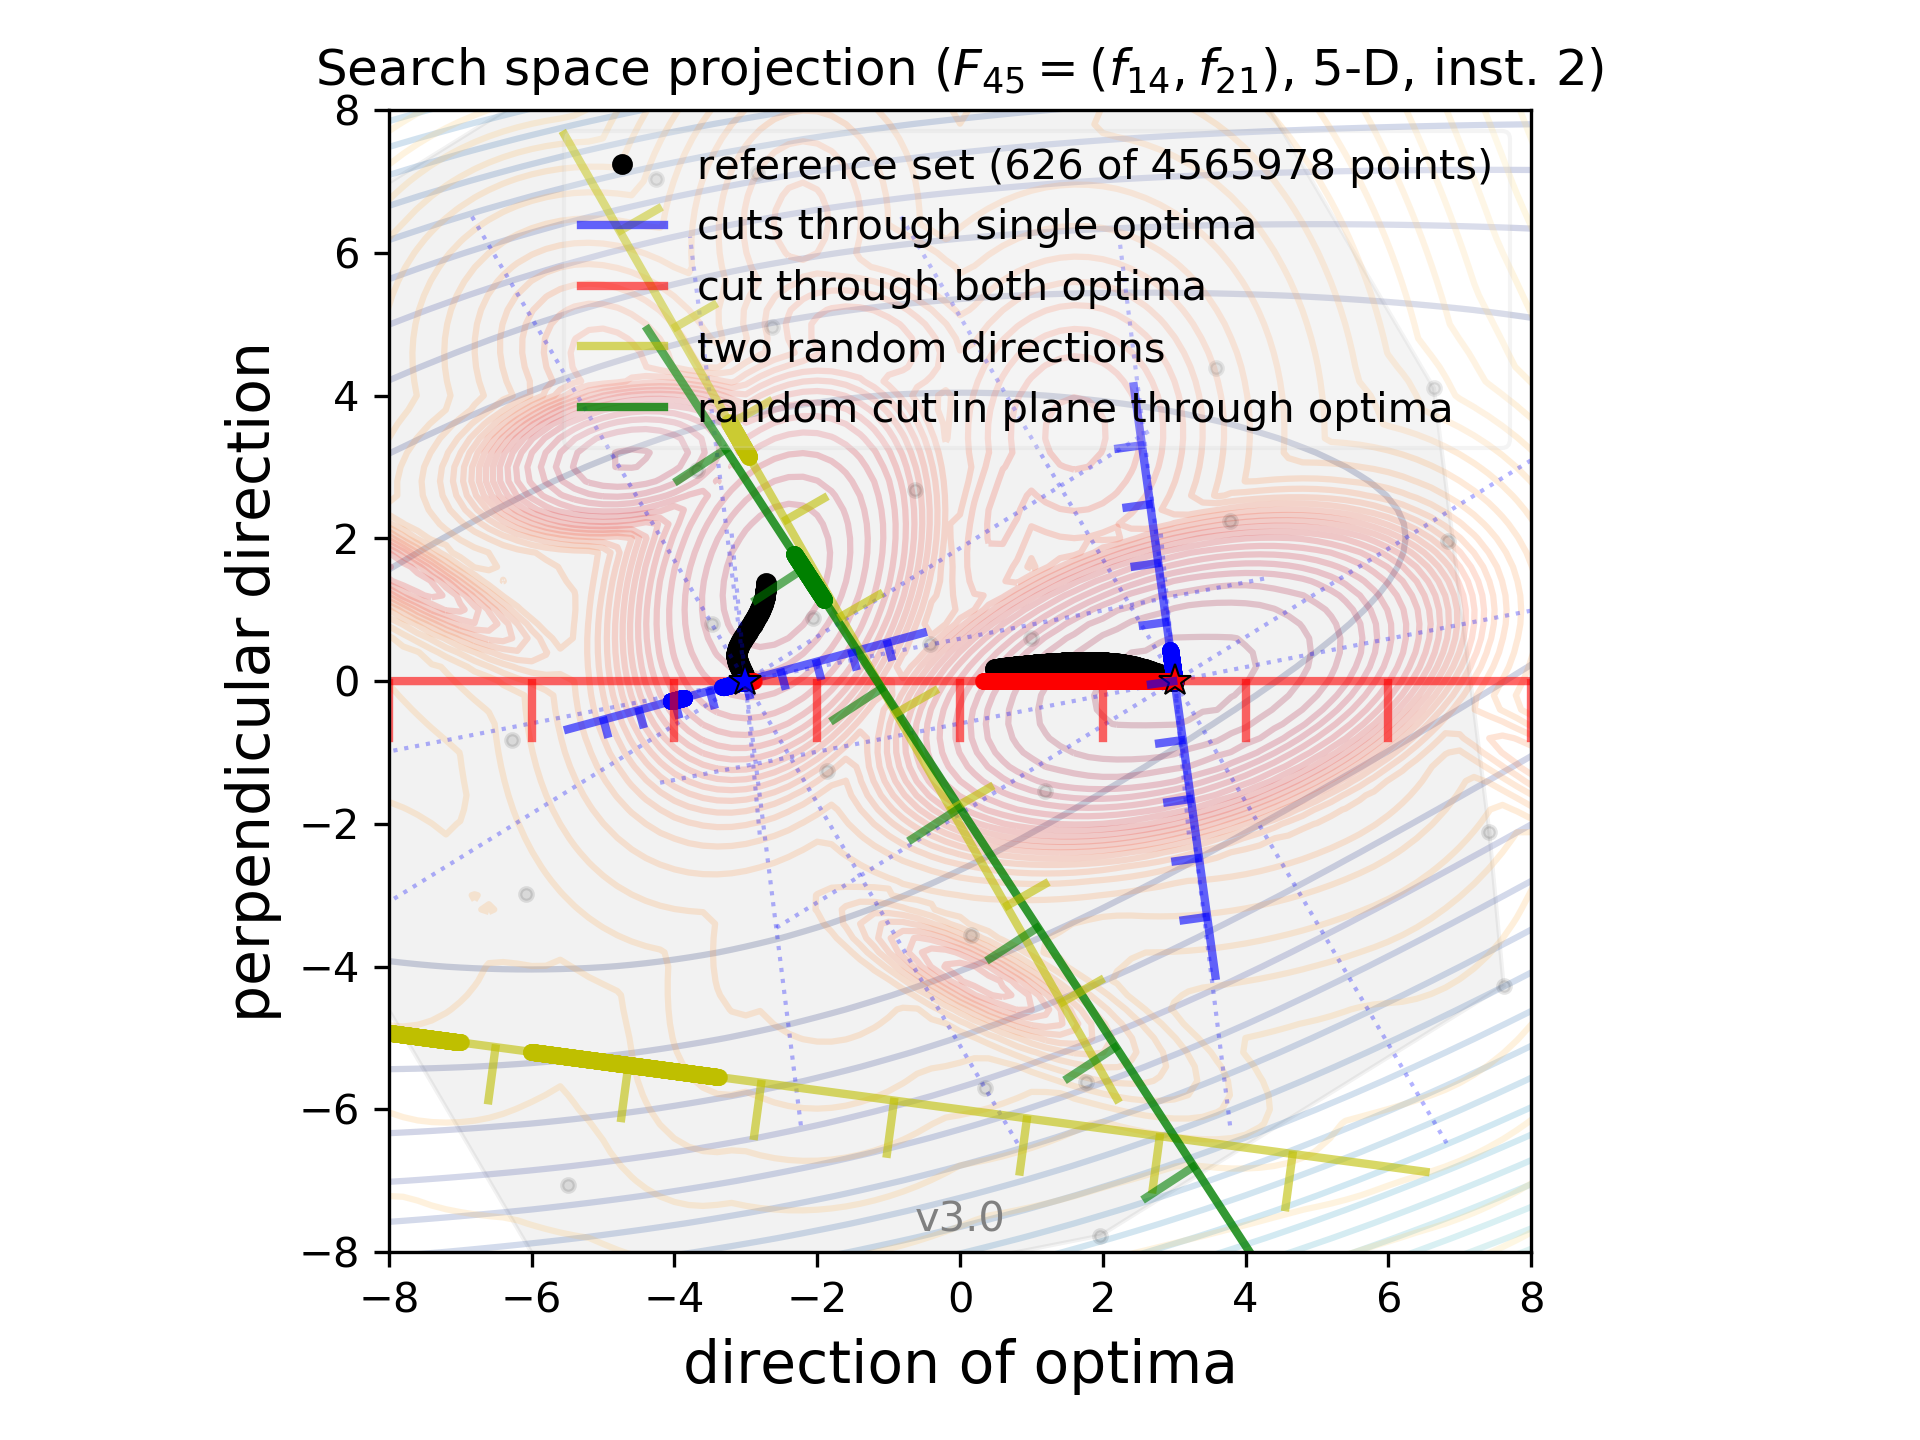 Search space projection (F45 = (f14, f21), 5-D, inst. 2)
8
6
4
2
0
−2
−4
−6
−8
perpendicular direction
reference set (626 of 4565978 points)
cuts through single optima
cut through both optima
two random directions
random cut in plane through optima
v3.0
−8 −6 −4 −2 0 2 4 6 8
direction of optima